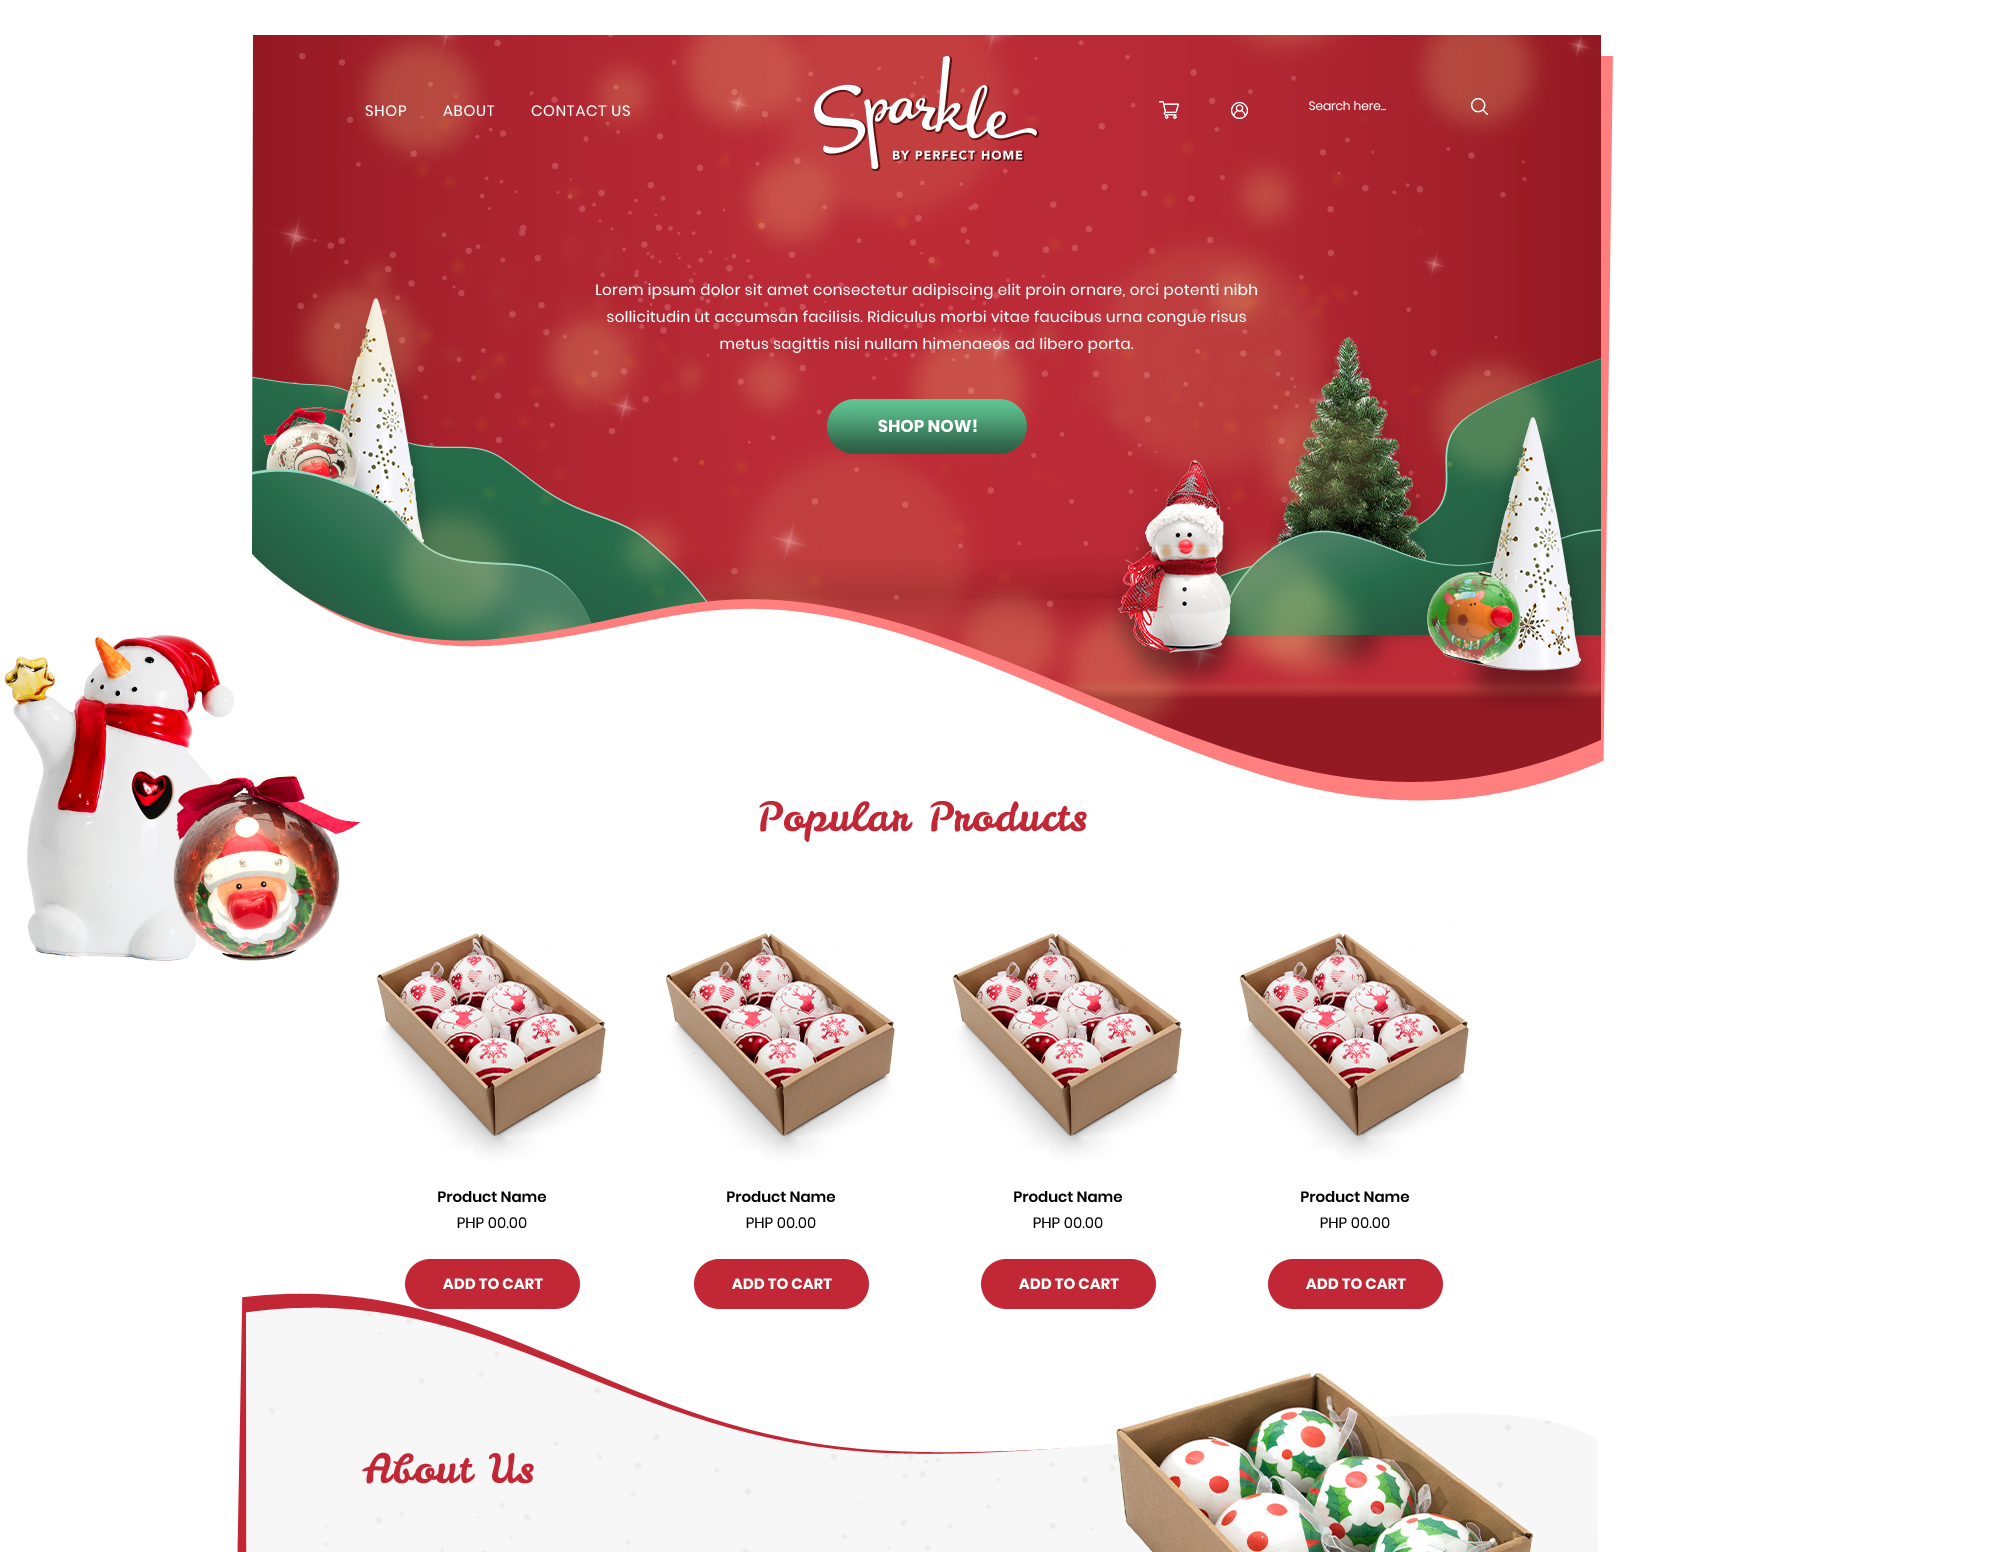 SHOP ABOUT CONTACT US
Sparkle
BY PERFECT HOME
Search here...
Lorem ipsum dolor sit amet consectetur adipiscing elit proin ornare, orci potenti nibh
sollicitudin ut accumsan facilisis. Ridiculus morbi vitae faucibus urna congue risus
metus sagittis nisi nullam himenaeos ad libero porta.
SHOP NOW!
Popular Products
Product Name
PHP 00.00
ADD TO CART
Product Name
PHP 00.00
ADD TO CART
Product Name
PHP 00.00
ADD TO CART
Product Name
PHP 00.00
ADD TO CART
About Us